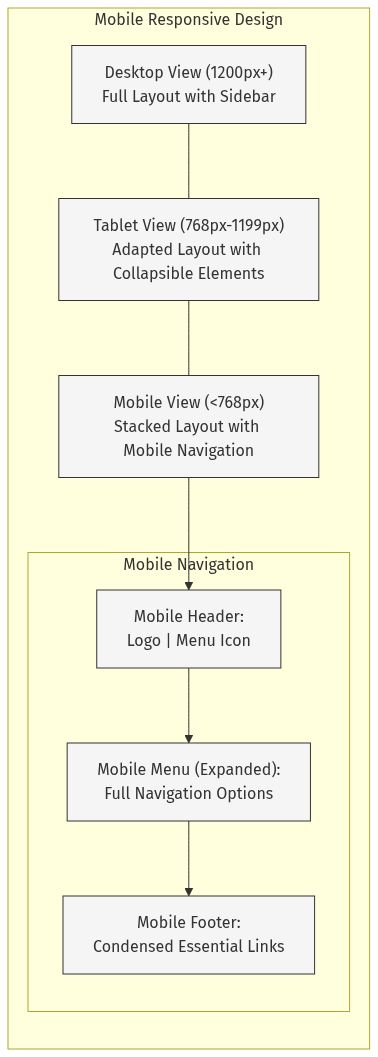 Mobile Responsive Design
Desktop View (1200px+)
Full Layout with Sidebar
Tablet View (768px-1199px)
Adapted Layout with
Collapsible Elements
Mobile View (<768px)
Stacked Layout with
Mobile Navigation
Mobile Navigation
Mobile Header:
Logo | Menu Icon
Mobile Menu (Expanded):
Full Navigation Options
Mobile Footer:
Condensed Essential Links